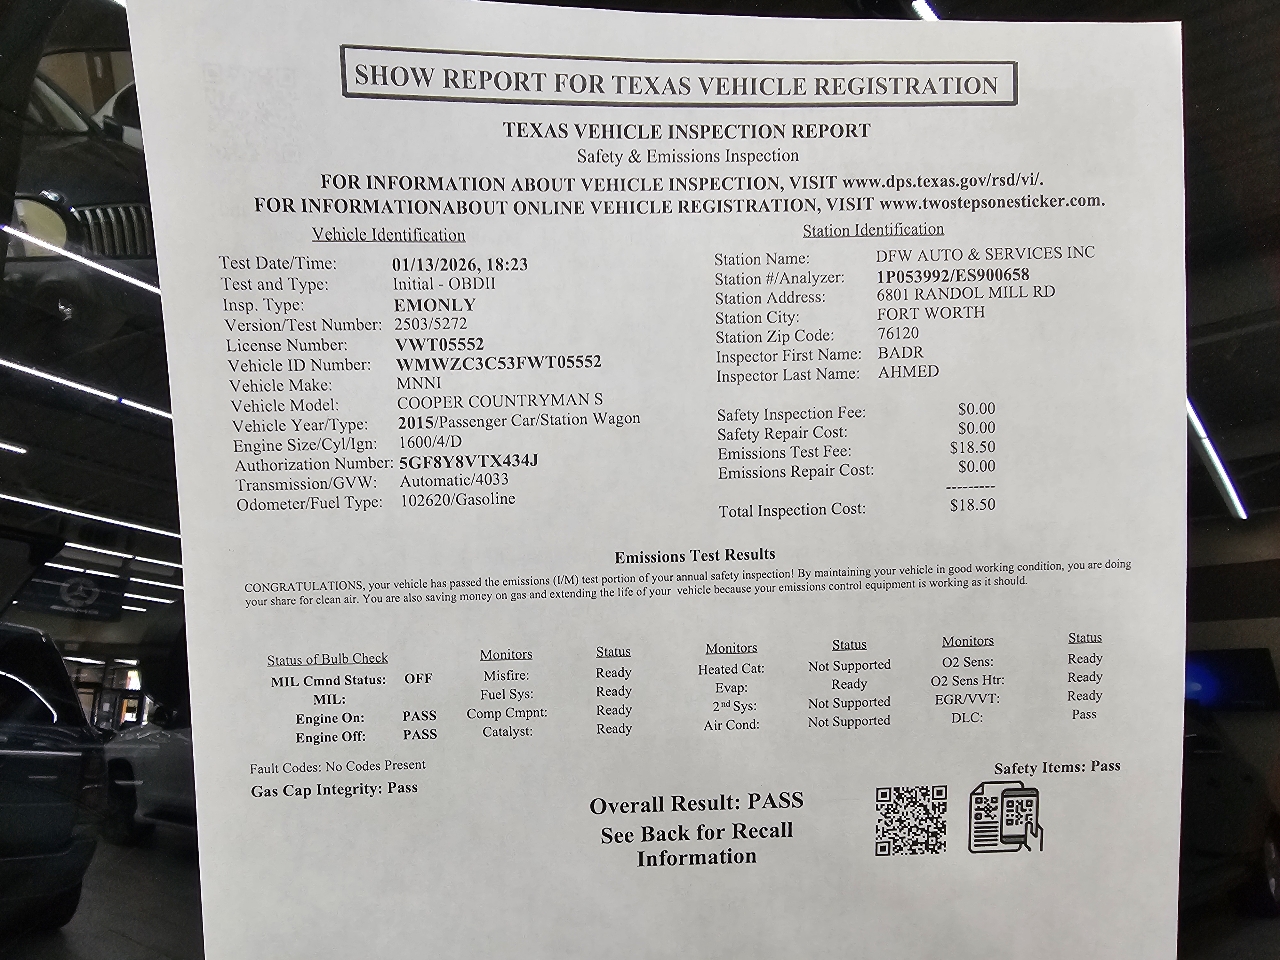 SHOW REPORT FOR TEXAS VEHICLE REGISTRATION
TEXAS VEHICLE INSPECTION REPORT
Safety & Emissions Inspection
FOR INFORMATION ABOUT VEHICLE INSPECTION, VISIT www.dps.texas.gov/rsd/vi/.
FOR INFORMATIONABOUT ONLINE VEHICLE REGISTRATION, VISIT www.twostepsonesticker.com.
Vehicle Identification
Test Date/Time: 01/13/2026, 18:23
Test and Type: Initial - OBDII
Insp. Type: EMONLY
Version/Test Number: 2503/5272
License Number: VWT05552
Vehicle ID Number: WMWZC3C53FWT05552
Vehicle Make: MNNI
Vehicle Model: COOPER COUNTRYMAN S
Vehicle Year/Type: 2015/Passenger Car/Station Wagon
Engine Size/Cyl/Ign: 1600/4/D
Authorization Number: 5GF8Y8VTX434J
Transmission/GVW: Automatic/4033
Odometer/Fuel Type: 102620/Gasoline
Station Identification
Station Name: DFW AUTO & SERVICES INC
Station #/Analyzer: 1P053992/ES900658
Station Address: 6801 RANDOL MILL RD
Station City: FORT WORTH
Station Zip Code: 76120
Inspector First Name: BADR
Inspector Last Name: AHMED
Safety Inspection Fee: $0.00
Safety Repair Cost: $0.00
Emissions Test Fee: $18.50
Emissions Repair Cost: $0.00
---------
Total Inspection Cost: $18.50
Emissions Test Results
CONGRATULATIONS, your vehicle has passed the emissions (I/M) test portion of your annual safety inspection! By maintaining your vehicle in good working condition, you are doing
your share for clean air. You are also saving money on gas and extending the life of your vehicle because your emissions control equipment is working as it should.
Status of Bulb Check
MIL Cmnd Status: OFF
MIL:
Engine On: PASS
Engine Off: PASS
Monitors Status
Misfire: Ready
Fuel Sys: Ready
Comp Cmpnt: Ready
Catalyst: Ready
Monitors Status
Heated Cat: Not Supported
Evap: Ready
2nd Sys: Not Supported
Air Cond: Not Supported
Monitors Status
O2 Sens: Ready
O2 Sens Htr: Ready
EGR/VVT: Ready
DLC: Pass
Fault Codes: No Codes Present
Gas Cap Integrity: Pass
Safety Items: Pass
Overall Result: PASS
See Back for Recall
Information